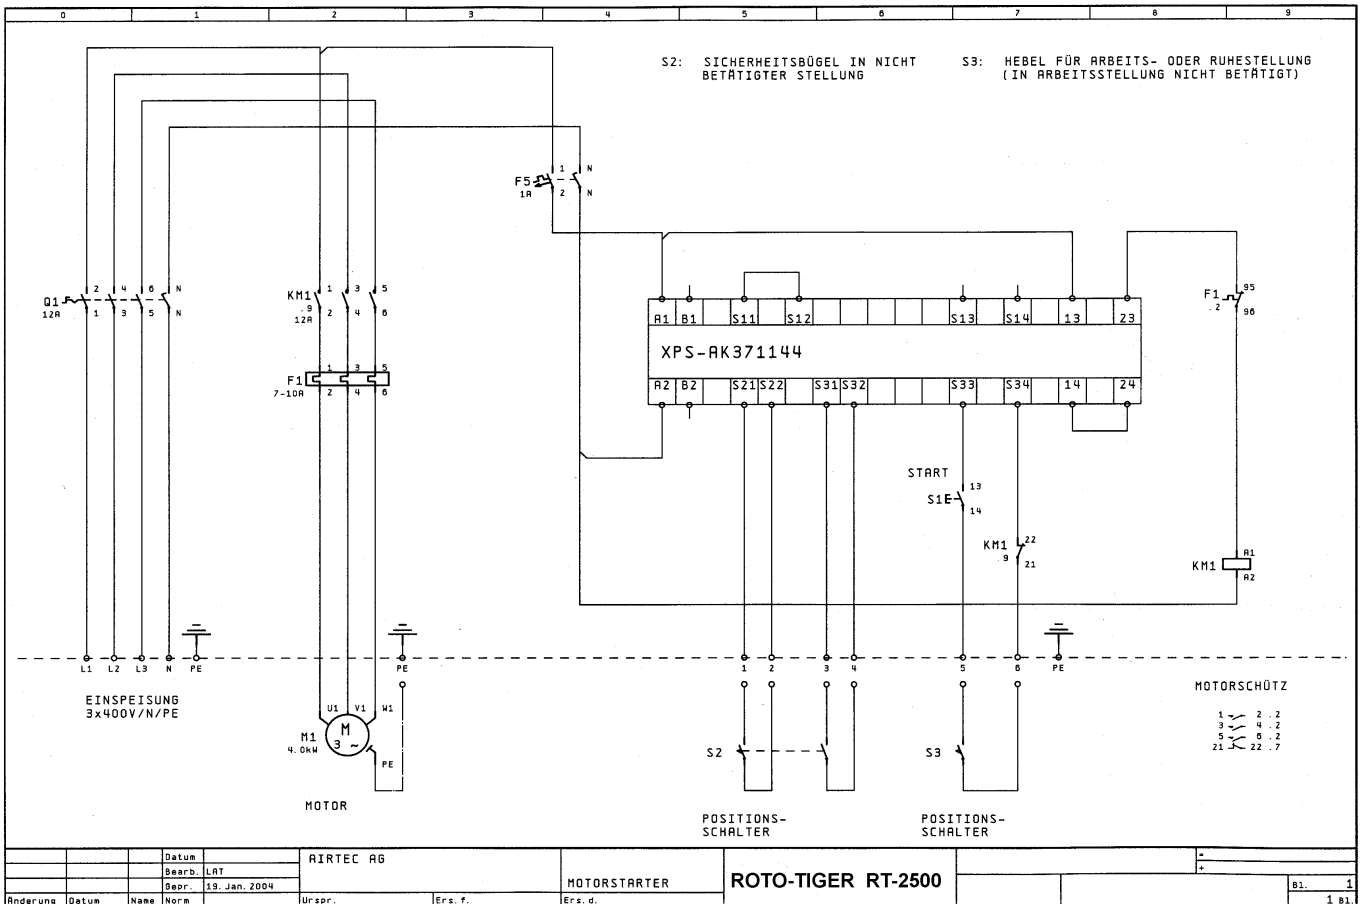 0 1 2 3 4 5 6 7 8 9
S2: SICHERHEITSBÜGEL IN NICHT
BETÄTIGTER STELLUNG
S3: HEBEL FÜR ARBEITS- ODER RUHESTELLUNG
(IN ARBEITSSTELLUNG NICHT BETÄTIGT)
1 N
F5
1A
2 N
2 4 6 N
Q1
12A
1 3 5 N
1 3 5
KM1
.9
12A
2 4 6
1 3 5
F1
7-10A
2 4 6
A1 B1 S11 S12 S13 S14 13 23
XPS-AK371144
A2 B2 S21 S22 S31 S32 S33 S34 14 24
95
F1
.2
96
START
13
S1E
14
22
KM1
.9
21
A1
KM1
A2
L1 L2 L3 N PE
PE
1 2 3 4 5 6 PE
EINSPEISUNG
3x400V/N/PE
U1 V1 W1
M
3 ~
M1
4.0kW
PE
MOTOR
S2
S3
POSITIONS-
SCHALTER
POSITIONS-
SCHALTER
MOTORSCHÜTZ
1 2 .2
3 4 .2
5 6 .2
21 22 .7
Datum
Bearb. LAT
Gepr. 19. Jan. 2004
Änderung Datum Name Norm
AIRTEC AG
Urspr. Ers. f. Ers. d.
MOTORSTARTER
ROTO-TIGER RT-2500
=
+
Bl. 1
1 Bl.